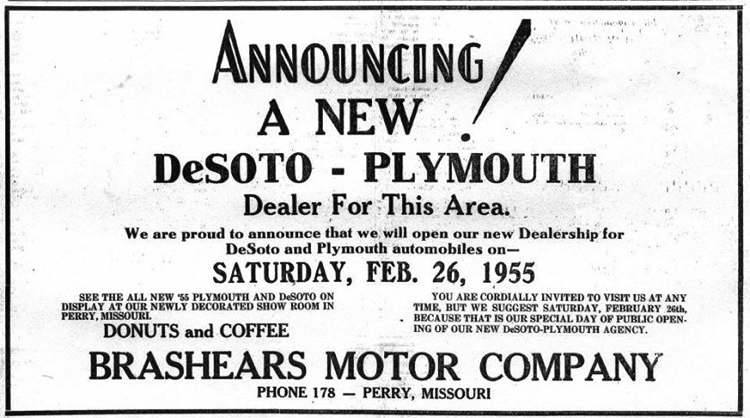 ANNOUNCING!
A NEW
DeSOTO - PLYMOUTH
Dealer For This Area.
We are proud to announce that we will open our new Dealership for
DeSoto and Plymouth automobiles on—
SATURDAY, FEB. 26, 1955
SEE THE ALL NEW '55 PLYMOUTH AND DeSOTO ON
DISPLAY AT OUR NEWLY DECORATED SHOW ROOM IN
PERRY, MISSOURI.
DONUTS and COFFEE
YOU ARE CORDIALLY INVITED TO VISIT US AT ANY
TIME, BUT WE SUGGEST SATURDAY, FEBRUARY 26th,
BECAUSE THAT IS OUR SPECIAL DAY OF PUBLIC OPEN-
ING OF OUR NEW DeSOTO-PLYMOUTH AGENCY.
BRASHEARS MOTOR COMPANY
PHONE 178 — PERRY, MISSOURI